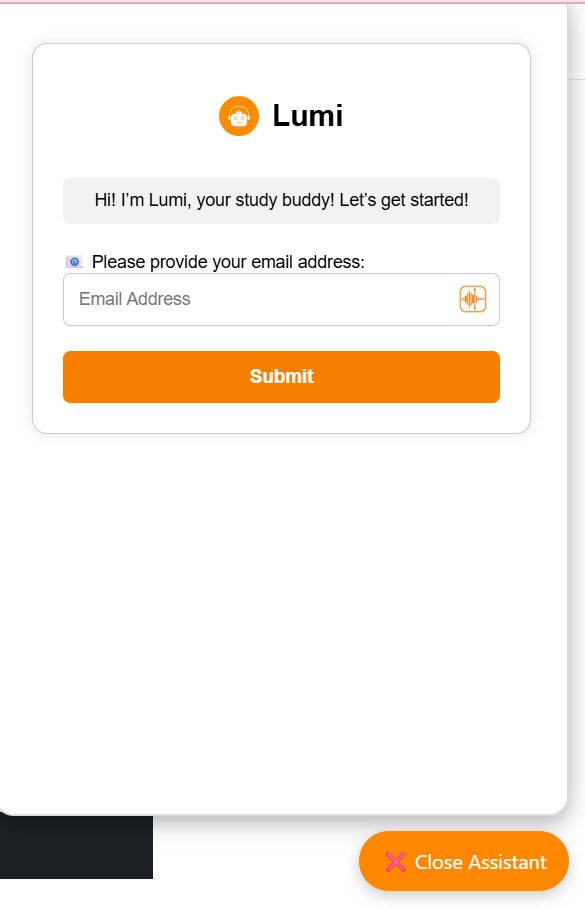 Lumi
Hi! I’m Lumi, your study buddy! Let’s get started!
📧 Please provide your email address:
Email Address
Submit
❌ Close Assistant